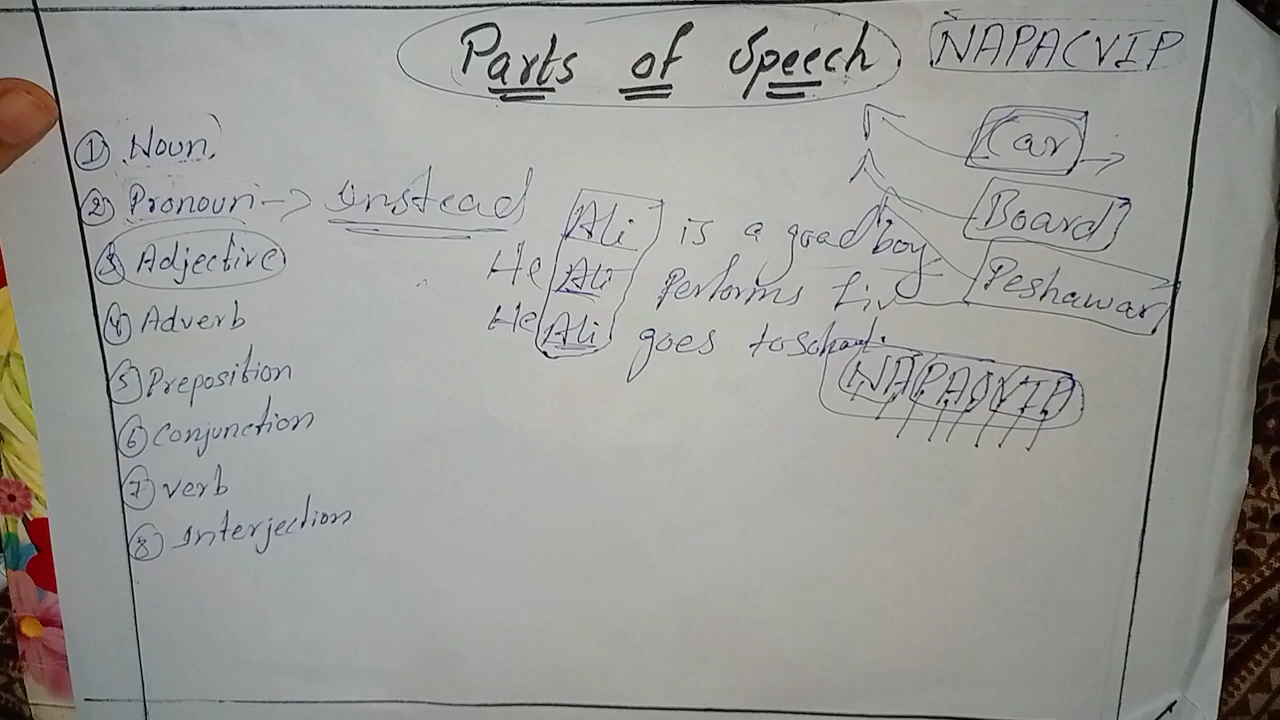 Parts of Speech NAPACVIP
① Noun
② Pronoun -> instead
③ Adjective
④ Adverb
⑤ Preposition
⑥ Conjunction
⑦ verb
⑧ Interjection
Ali is a good boy
He Ali Performs
He Ali goes to school.
Car
Board
Peshawar
NAPACVIP